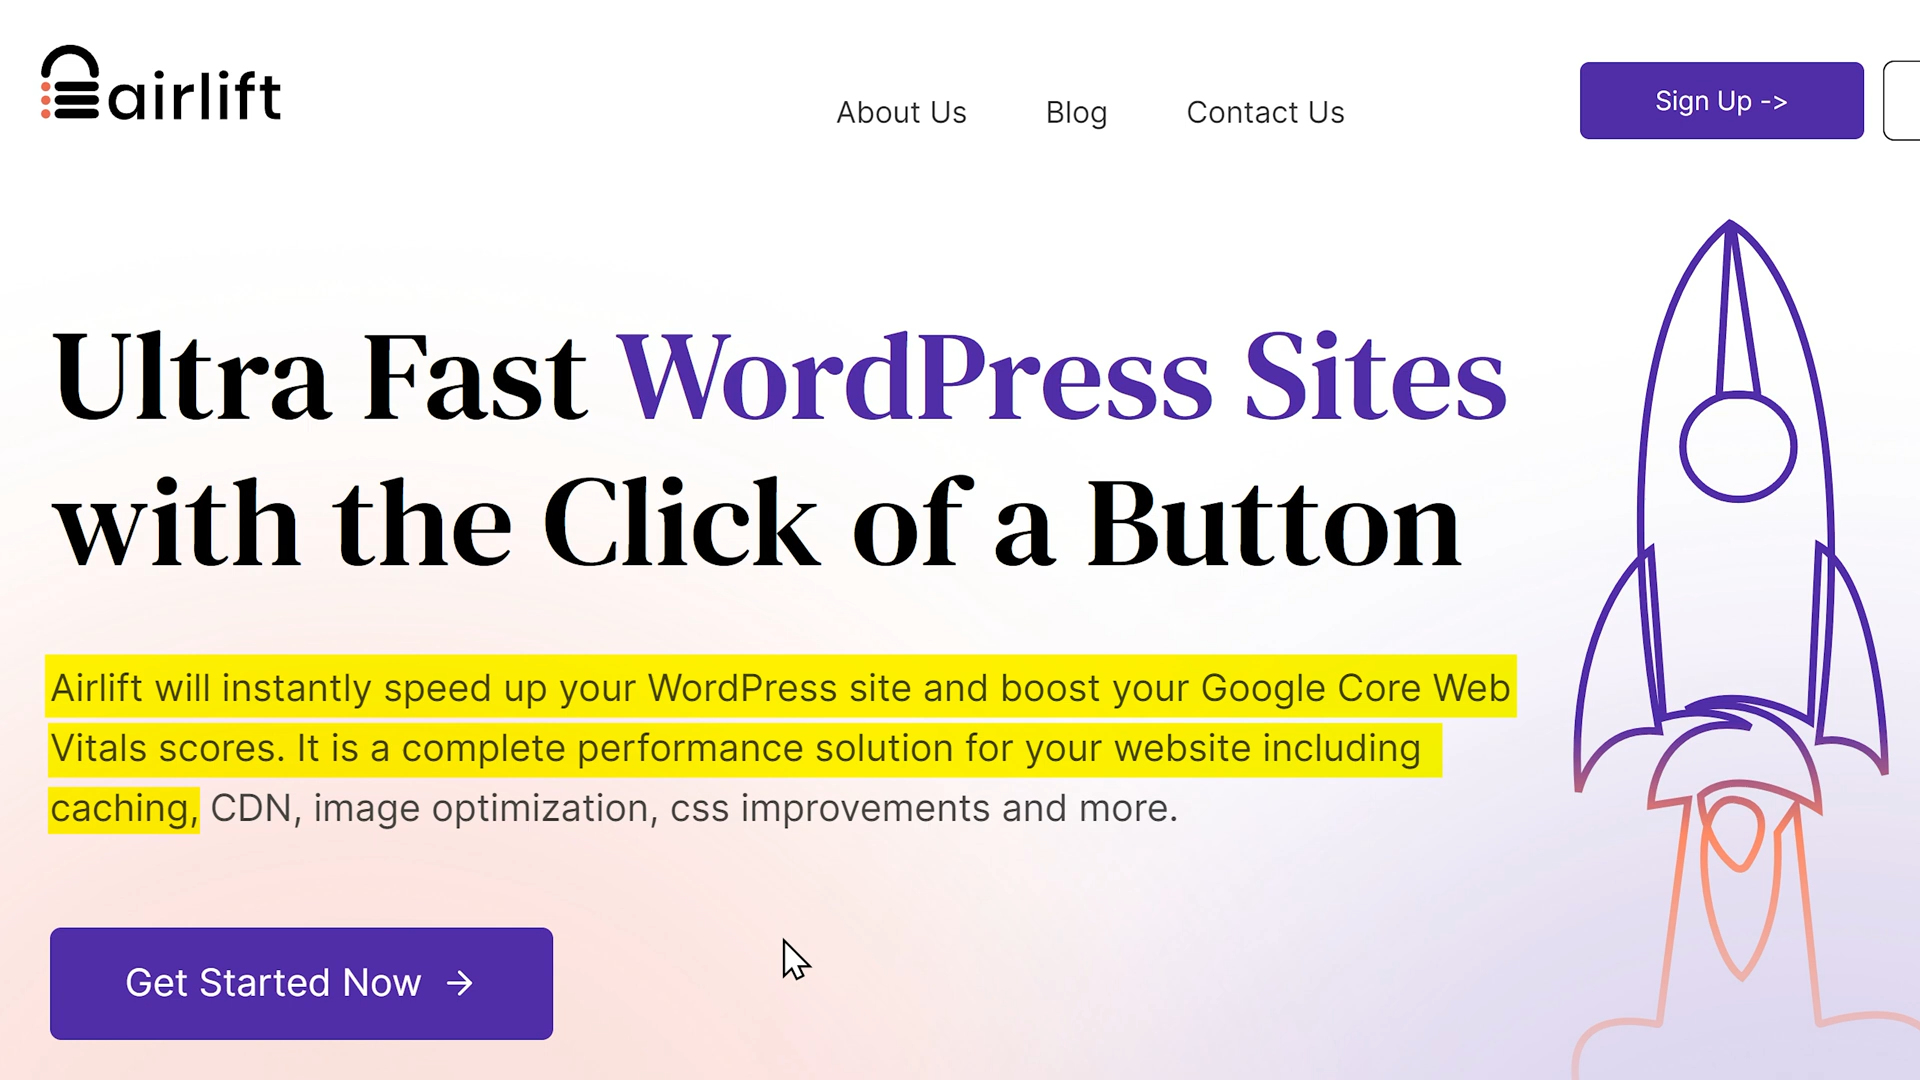 airlift
About Us
Blog
Contact Us
Sign Up ->
Ultra Fast WordPress Sites
with the Click of a Button
Airlift will instantly speed up your WordPress site and boost your Google Core Web
Vitals scores. It is a complete performance solution for your website including
caching, CDN, image optimization, css improvements and more.
Get Started Now →